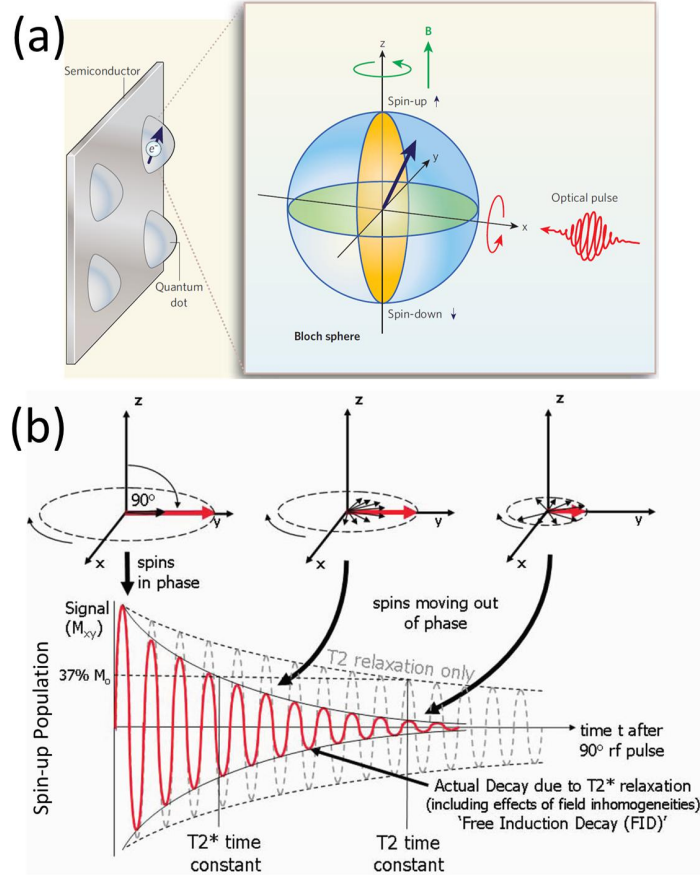 (a)
Semiconductor
e⁻
Quantum
dot
z
B
Spin-up ↑
y
x
Optical pulse
Spin-down ↓
Bloch sphere
(b)
z
90°
y
x
z
y
x
z
y
x
spins
in phase
spins moving out
of phase
Signal
(Mxy)
T2 relaxation only
37% Mo
Spin-up Population
time t after
90° rf pulse
Actual Decay due to T2* relaxation
(including effects of field inhomogeneities)
'Free Induction Decay (FID)'
T2* time
constant
T2 time
constant